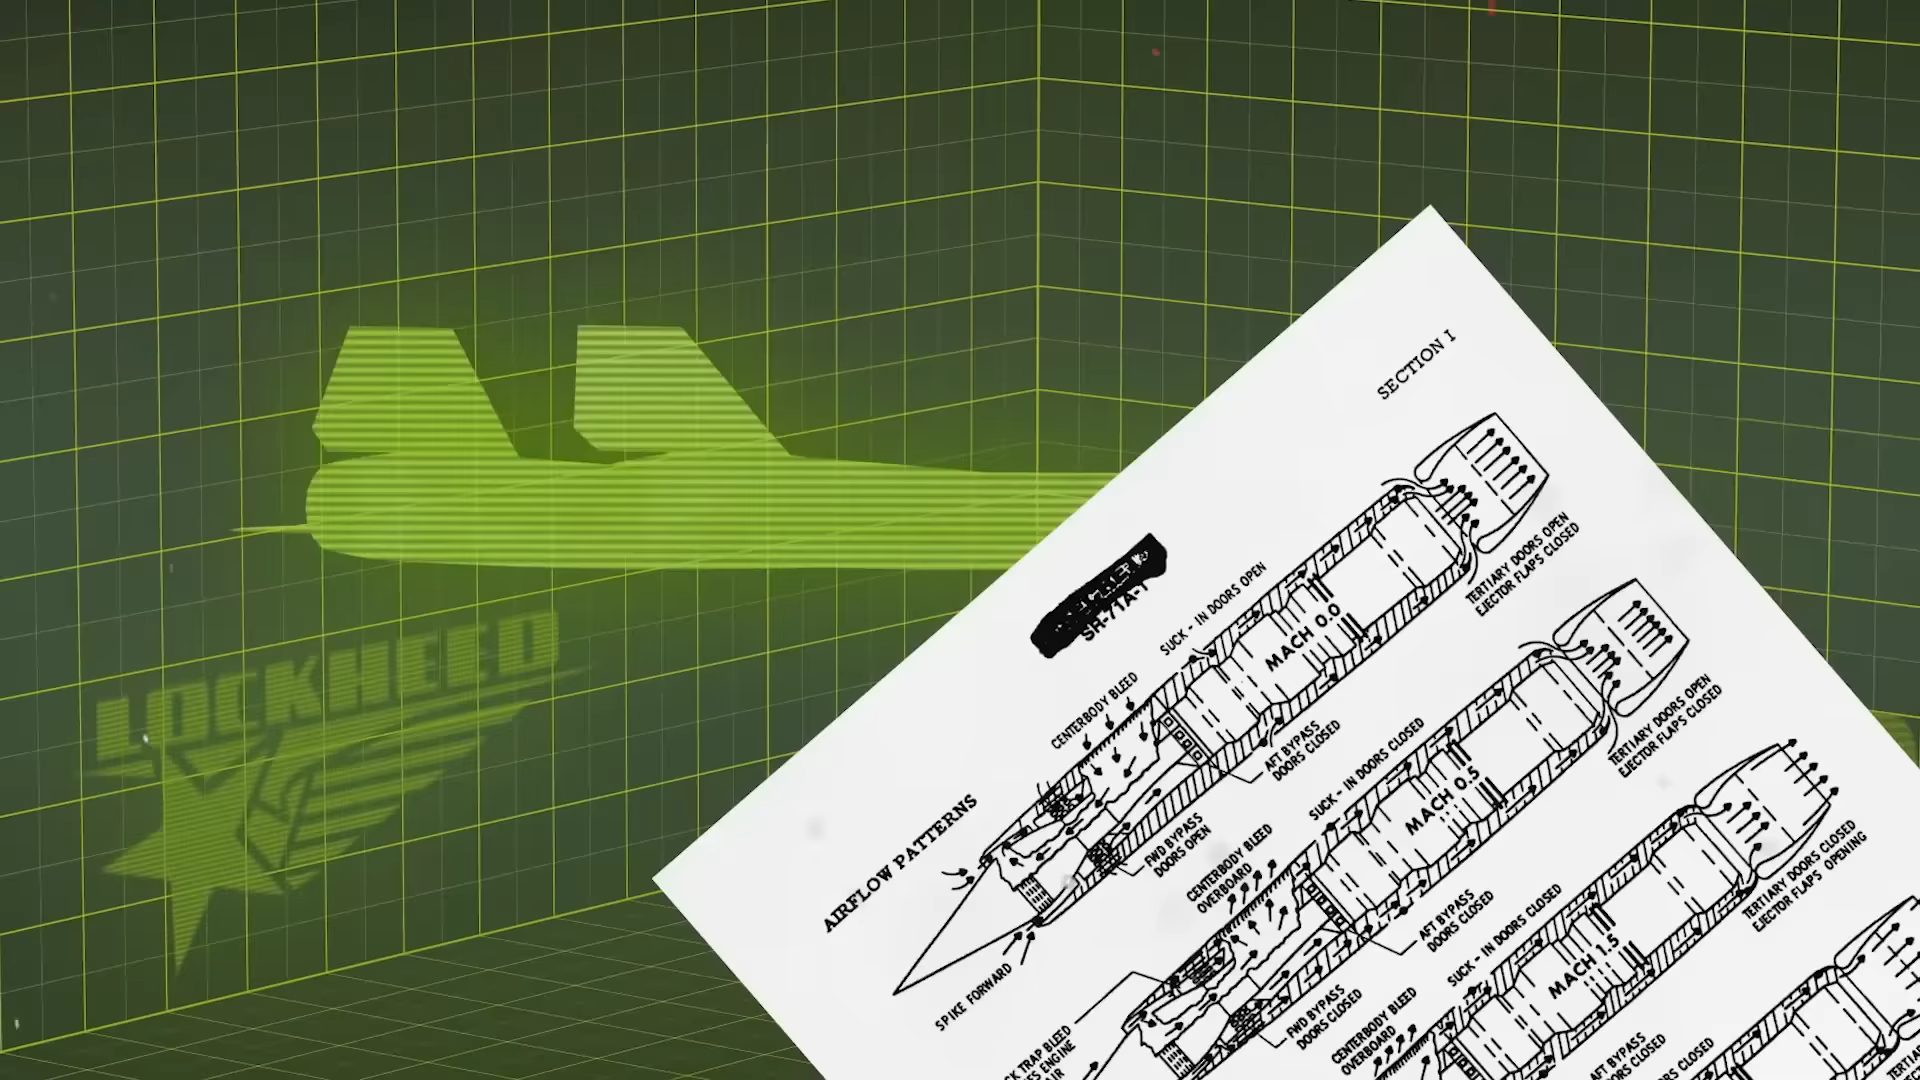 LOCKHEED
SECTION I
SR-71A-1
AIRFLOW PATTERNS
SUCK - IN DOORS OPEN
CENTERBODY BLEED
MACH 0.0
TERTIARY DOORS OPEN
EJECTOR FLAPS CLOSED
AFT BYPASS
DOORS CLOSED
FWD BYPASS
DOORS OPEN
SPIKE FORWARD
SUCK - IN DOORS CLOSED
CENTERBODY BLEED
OVERBOARD
MACH 0.5
TERTIARY DOORS OPEN
EJECTOR FLAPS CLOSED
AFT BYPASS
DOORS CLOSED
FWD BYPASS
DOORS CLOSED
TRAP BLEED
ENGINE
AIR
SUCK - IN DOORS CLOSED
CENTERBODY BLEED
OVERBOARD
MACH 1.5
TERTIARY DOORS CLOSED
EJECTOR FLAPS OPENING
AFT BYPASS
DOORS CLOSED
DOORS CLOSED